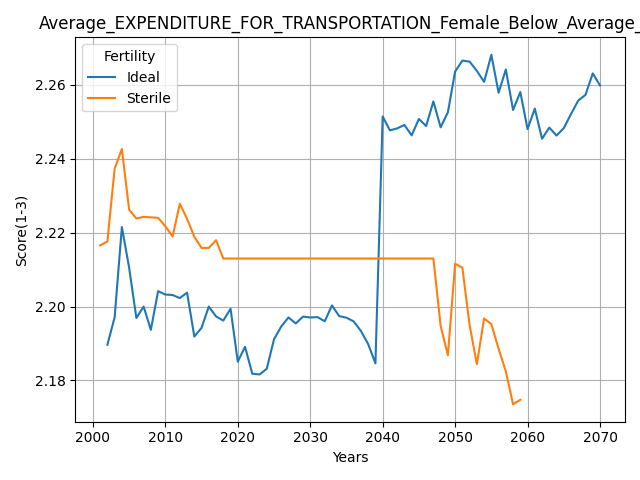 Average_EXPENDITURE_FOR_TRANSPORTATION_Female_Below_Average_
Fertility
Ideal
Sterile
2.26
2.24
2.22
2.20
2.18
Score(1-3)
2000 2010 2020 2030 2040 2050 2060 2070
Years